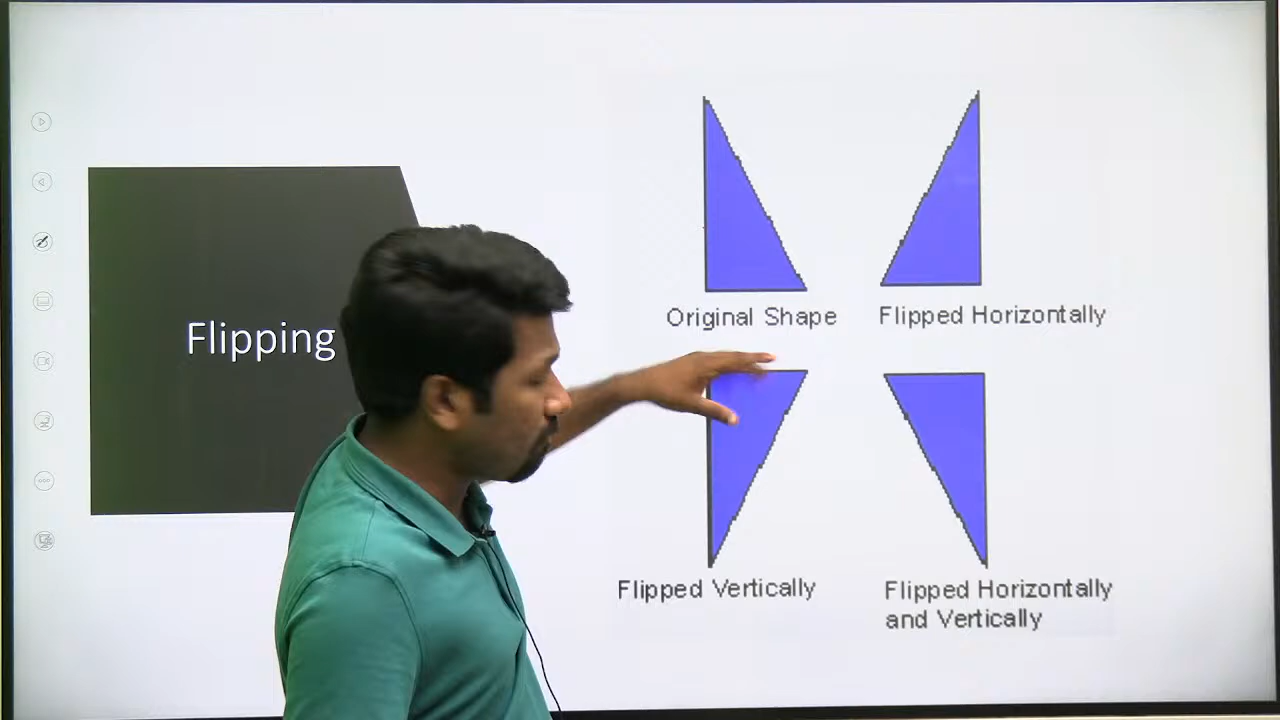 Flipping
Original Shape
Flipped Horizontally
Flipped Vertically
Flipped Horizontally
and Vertically